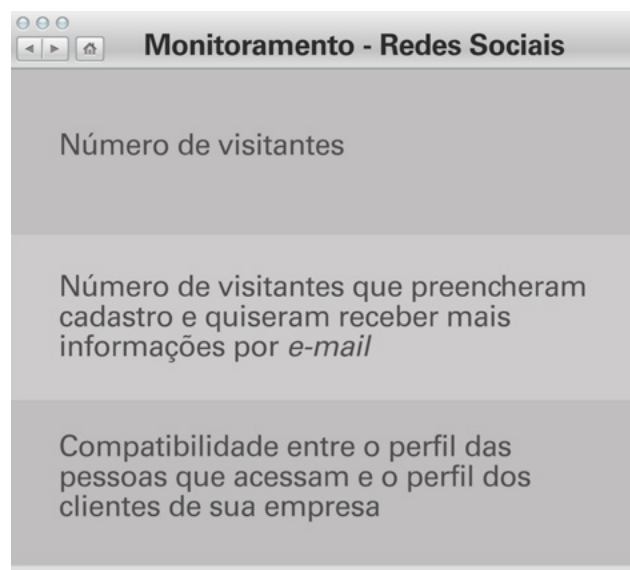 Monitoramento - Redes Sociais
Número de visitantes
Número de visitantes que preencheram
cadastro e quiseram receber mais
informações por e-mail
Compatibilidade entre o perfil das
pessoas que acessam e o perfil dos
clientes de sua empresa